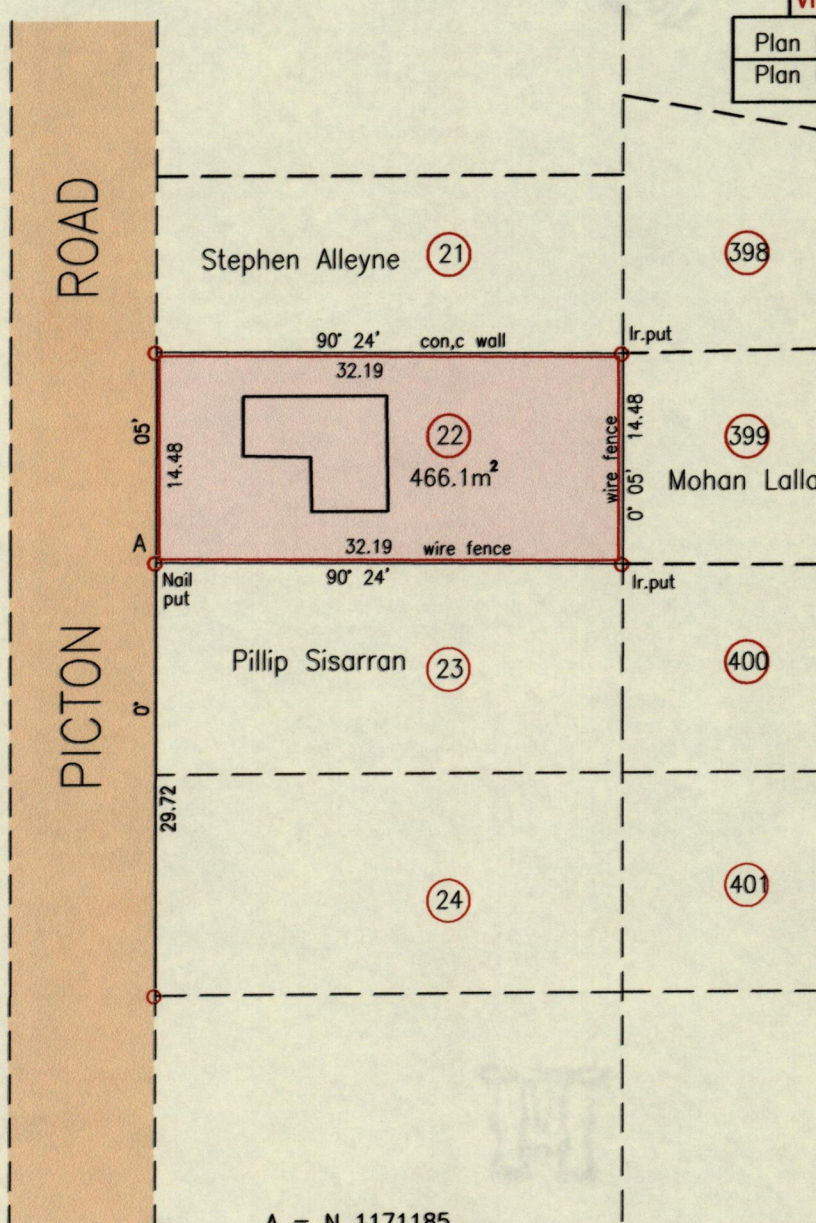 Plan
Plan
ROAD
Stephen Alleyne 21
398
90° 24' con,c wall
Ir.put
32.19
05'
14.48
22
466.1m²
wire fence
14.48
0° 05'
399
Mohan
A
32.19 wire fence
Nail
put
90° 24'
Ir.put
PICTON
Pillip Sisarran 23
400
0°
29.72
24
401
A = N 1171185